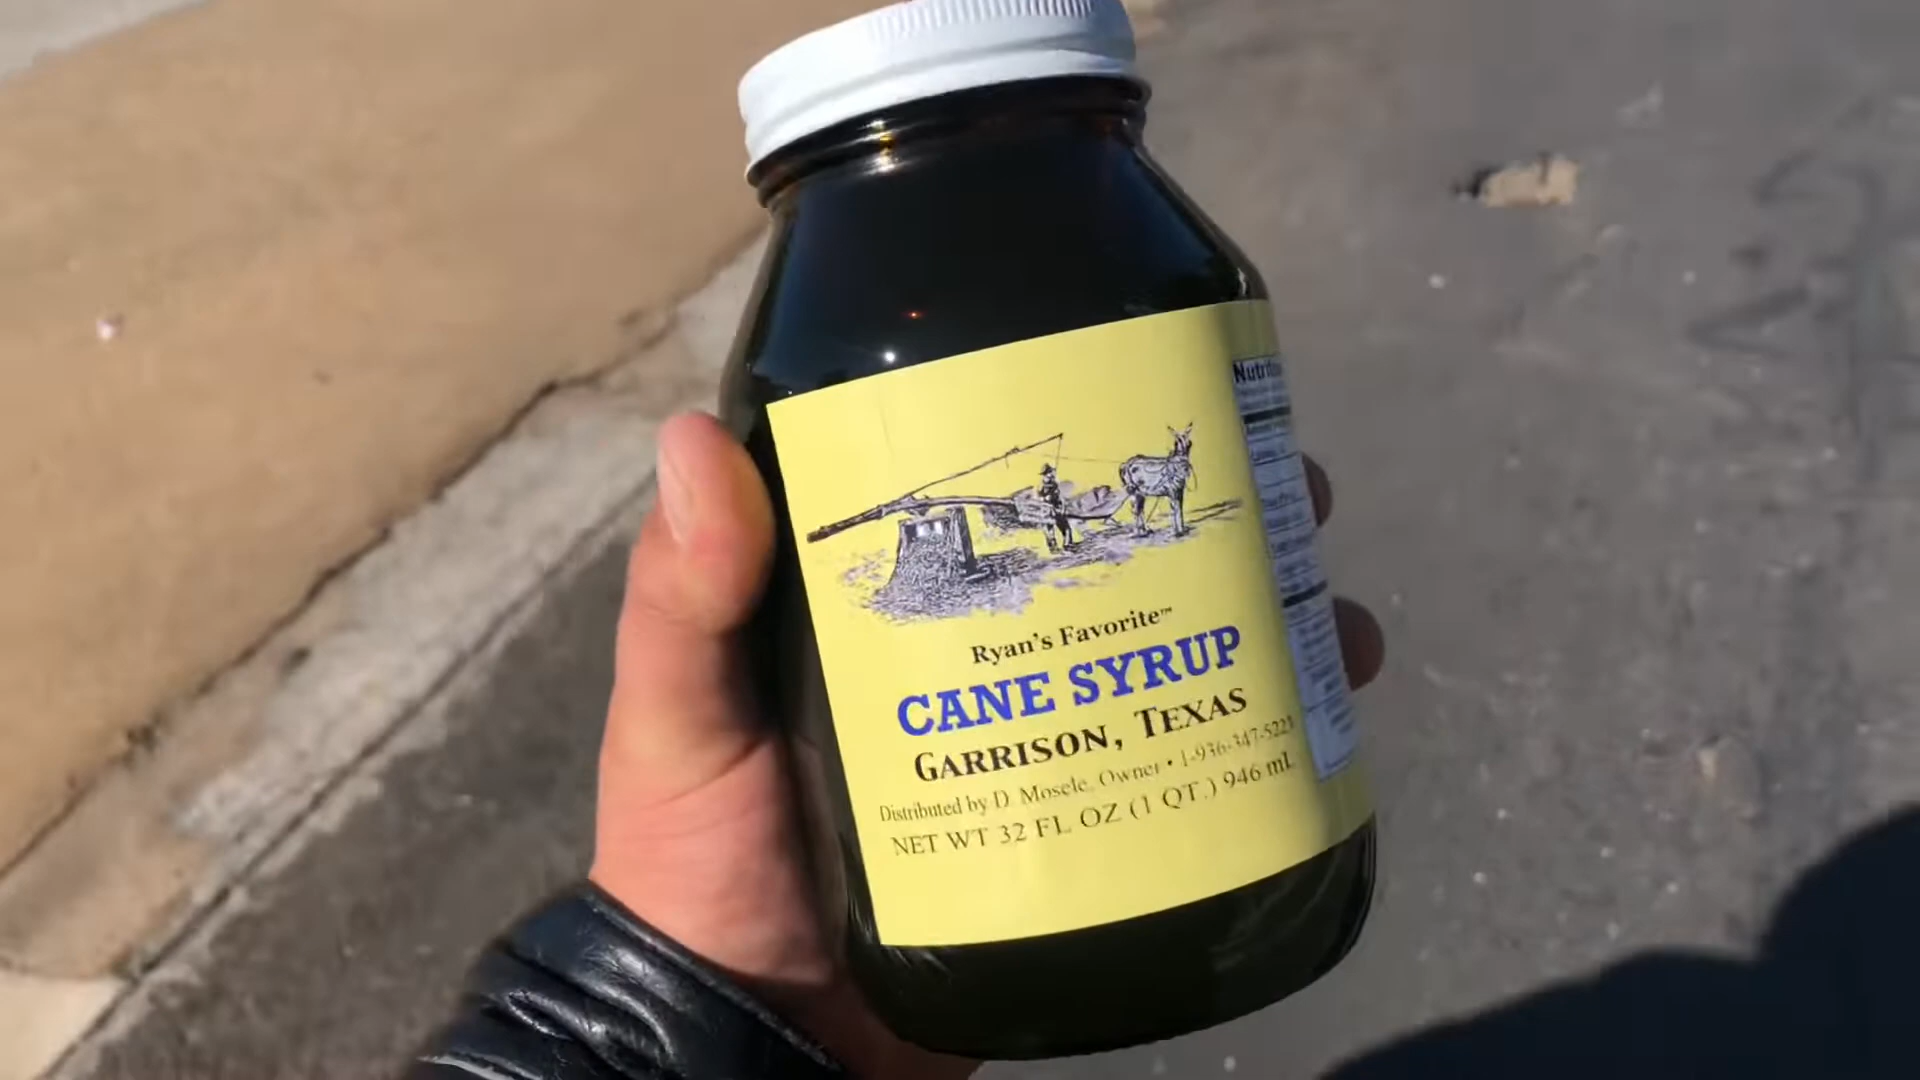 Ryan's Favorite™
CANE SYRUP
GARRISON, TEXAS
Distributed by D. Mosele, Owner • 1-936-347-5221
NET WT 32 FL OZ (1 QT.) 946 mL